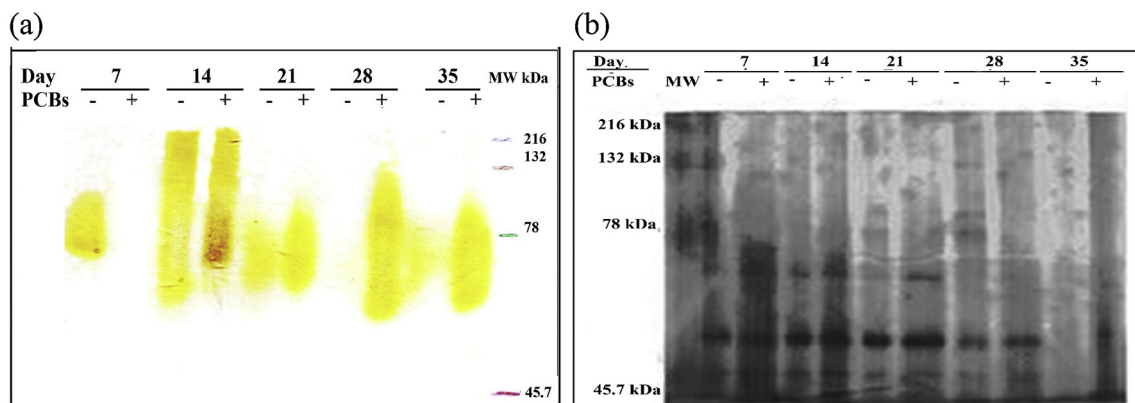 (a)
Day 7 14 21 28 35 MW kDa
PCBs - + - + - + - + - +
216
132
78
45.7
(b)
Day. 7 14 21 28 35
PCBs MW - + - + - + - + - +
216 kDa
132 kDa
78 kDa
45.7 kDa